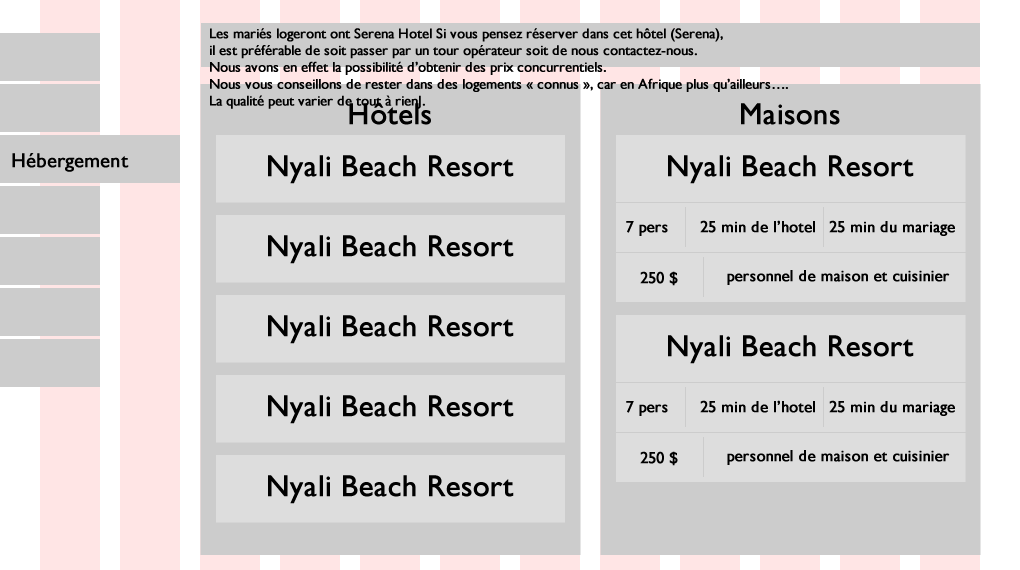 Les mariés logeront ont Serena Hotel Si vous pensez réserver dans cet hôtel (Serena),
il est préférable de soit passer par un tour opérateur soit de nous contactez-nous.
Nous avons en effet la possibilité d'obtenir des prix concurrentiels.
Nous vous conseillons de rester dans des logements « connus », car en Afrique plus qu'ailleurs….
La qualité peut varier de tout à rien!.
Hébergement
Hôtels
Nyali Beach Resort
Nyali Beach Resort
Nyali Beach Resort
Nyali Beach Resort
Nyali Beach Resort
Maisons
Nyali Beach Resort
7 pers 25 min de l'hotel 25 min du mariage
250 $ personnel de maison et cuisinier
Nyali Beach Resort
7 pers 25 min de l'hotel 25 min du mariage
250 $ personnel de maison et cuisinier